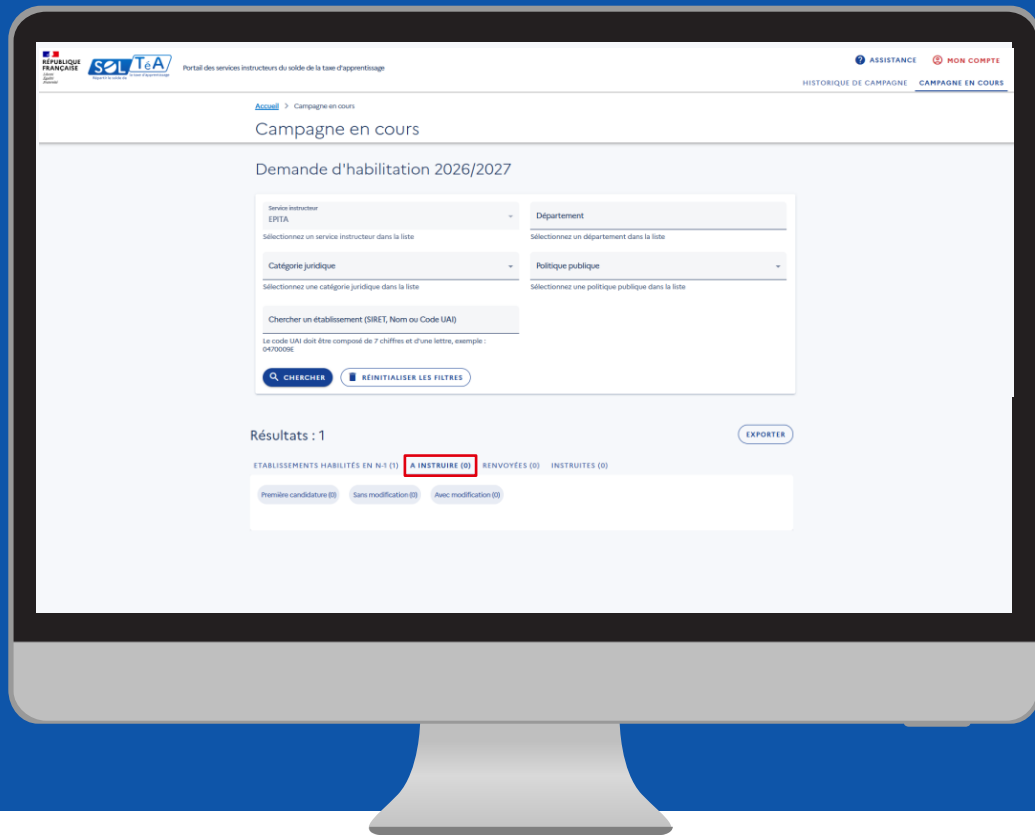 RÉPUBLIQUE
FRANÇAISE
Liberté
Égalité
Fraternité
SOLTéA
Portail des services instructeurs du solde de la taxe d'apprentissage
ASSISTANCE
MON COMPTE
HISTORIQUE DE CAMPAGNE
CAMPAGNE EN COURS
Accueil > Campagne en cours
Campagne en cours
Demande d'habilitation 2026/2027
Service instructeur
EPITA
Sélectionnez un service instructeur dans la liste
Département
Sélectionnez un département dans la liste
Catégorie juridique
Sélectionnez une catégorie juridique dans la liste
Politique publique
Sélectionnez une politique publique dans la liste
Chercher un établissement (SIRET, Nom ou Code UAI)
Le code UAI doit être composé de 7 chiffres et d'une lettre, exemple :
0470009E
CHERCHER
RÉINITIALISER LES FILTRES
Résultats : 1
EXPORTER
ETABLISSEMENTS HABILITÉS EN N-1 (1)
A INSTRUIRE (0)
RENVOYÉES (0)
INSTRUITES (0)
Première candidature (0)
Sans modification (0)
Avec modification (0)